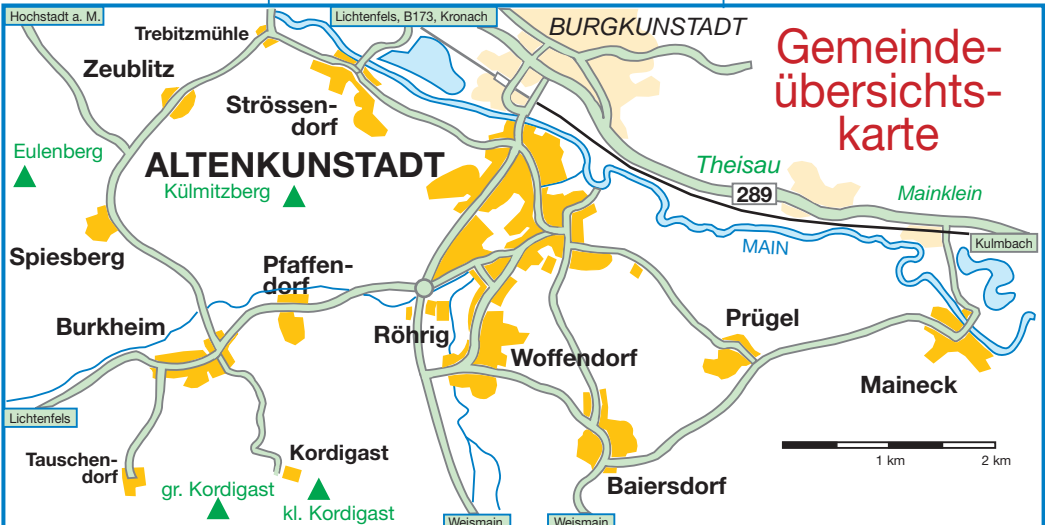 Hochstadt a. M.
Lichtenfels, B173, Kronach
BURGKUNSTADT
Gemeinde-
übersichts-
karte
Trebitzmühle
Zeublitz
Strössen-
dorf
Eulenberg
ALTENKUNSTADT
Külmitzberg
Theisau
289
Mainklein
Kulmbach
MAIN
Spiesberg
Pfaffen-
dorf
Burkheim
Röhrig
Woffendorf
Prügel
Maineck
Lichtenfels
Tauschen-
dorf
Kordigast
gr. Kordigast
kl. Kordigast
Baiersdorf
1 km
2 km
Weismain
Weismain